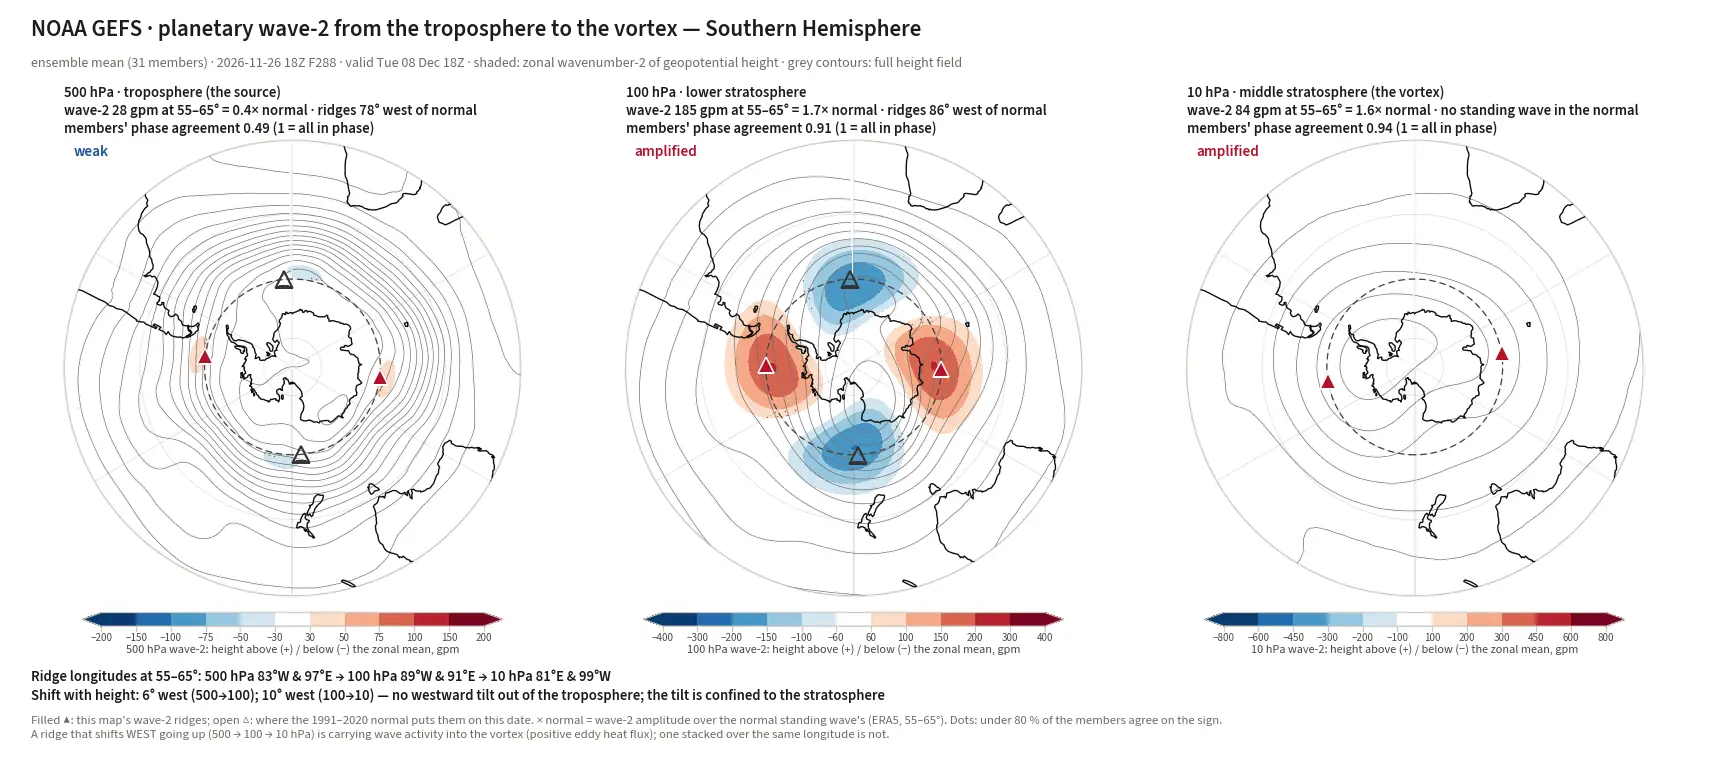 NOAA GEFS · planetary wave-2 from the troposphere to the vortex — Southern Hemisphere
ensemble mean (31 members) · 2026-11-26 18Z F288 · valid Tue 08 Dec 18Z · shaded: zonal wavenumber-2 of geopotential height · grey contours: full height field
500 hPa · troposphere (the source)
wave-2 28 gpm at 55–65° = 0.4× normal · ridges 78° west of normal
members' phase agreement 0.49 (1 = all in phase)
weak
100 hPa · lower stratosphere
wave-2 185 gpm at 55–65° = 1.7× normal · ridges 86° west of normal
members' phase agreement 0.91 (1 = all in phase)
amplified
10 hPa · middle stratosphere (the vortex)
wave-2 84 gpm at 55–65° = 1.6× normal · no standing wave in the normal
members' phase agreement 0.94 (1 = all in phase)
amplified
−200 −150 −100 −75 −50 −30 30 50 75 100 150 200
500 hPa wave-2: height above (+) / below (−) the zonal mean, gpm
−400 −300 −200 −150 −100 −60 60 100 150 200 300 400
100 hPa wave-2: height above (+) / below (−) the zonal mean, gpm
−800 −600 −450 −300 −200 −100 100 200 300 450 600 800
10 hPa wave-2: height above (+) / below (−) the zonal mean, gpm
Ridge longitudes at 55–65°: 500 hPa 83°W & 97°E → 100 hPa 89°W & 91°E → 10 hPa 81°E & 99°W
Shift with height: 6° west (500→100); 10° west (100→10) — no westward tilt out of the troposphere; the tilt is confined to the stratosphere
Filled ▲: this map's wave-2 ridges; open △: where the 1991–2020 normal puts them on this date. × normal = wave-2 amplitude over the normal standing wave's (ERA5, 55–65°). Dots: under 80 % of the members agree on the sign.
A ridge that shifts WEST going up (500 → 100 → 10 hPa) is carrying wave activity into the vortex (positive eddy heat flux); one stacked over the same longitude is not.